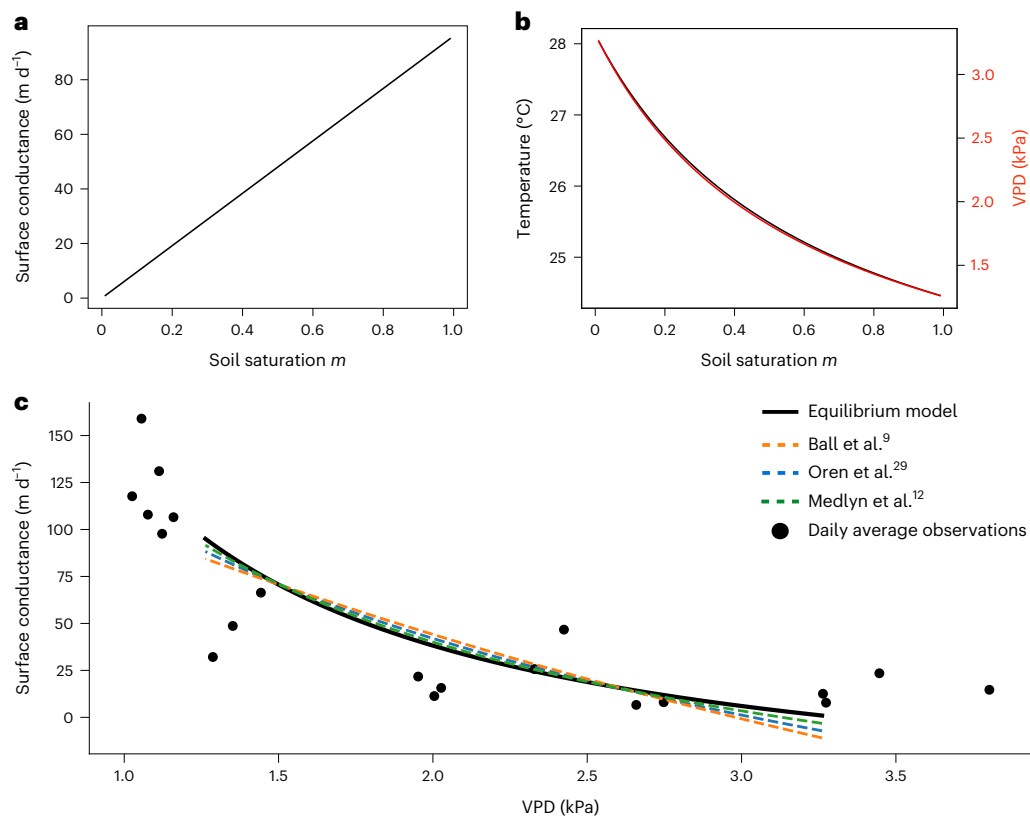 a
Surface conductance (m d⁻¹)
80
60
40
20
0
0 0.2 0.4 0.6 0.8 1.0
Soil saturation m
b
Temperature (°C)
28
27
26
25
3.0
2.5
2.0
1.5
VPD (kPa)
0 0.2 0.4 0.6 0.8 1.0
Soil saturation m
c
Surface conductance (m d⁻¹)
150
125
100
75
50
25
0
Equilibrium model
Ball et al.⁹
Oren et al.²⁹
Medlyn et al.¹²
Daily average observations
1.0 1.5 2.0 2.5 3.0 3.5
VPD (kPa)